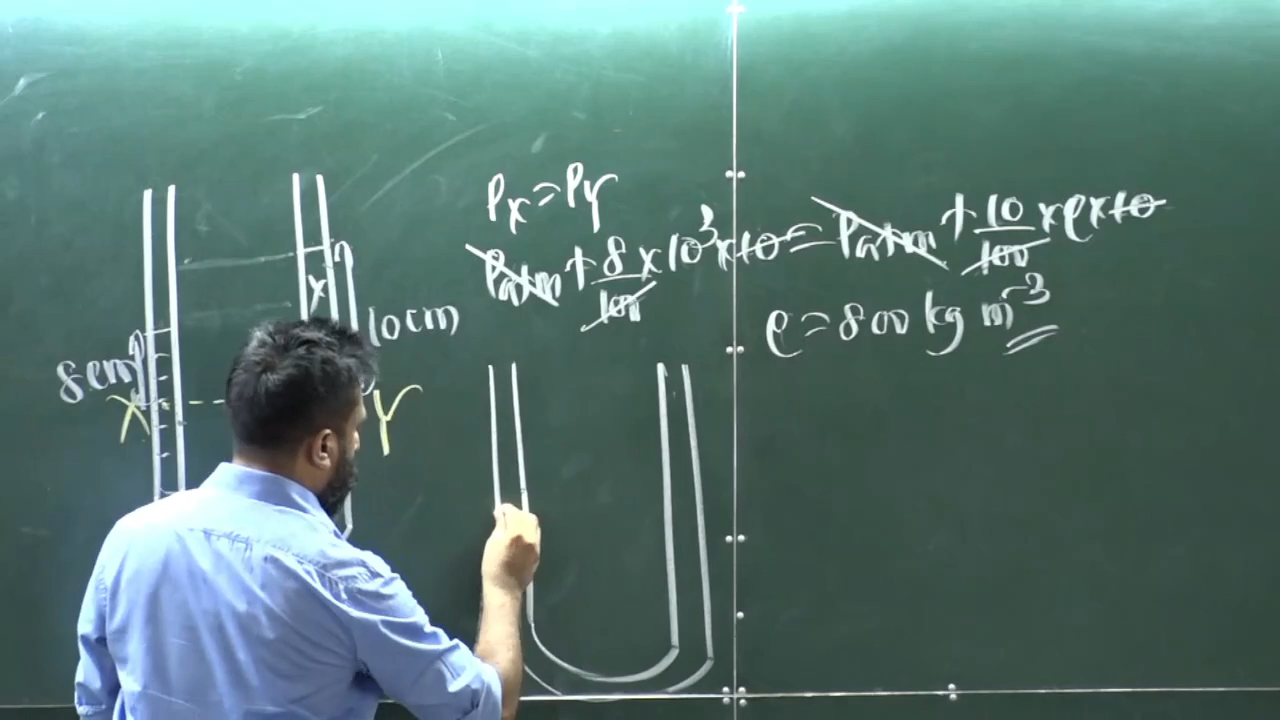 Px = Py
Patm + 8/100 x 10³ x 10 = Patm + 10/100 x ρ x 10
ρ = 800 kg m⁻³
x
10cm
8cm
X
Y